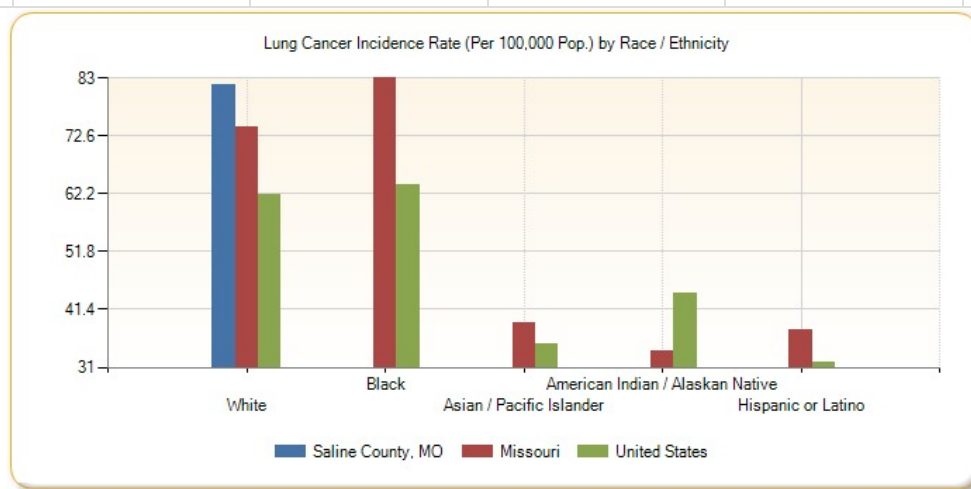 Lung Cancer Incidence Rate (Per 100,000 Pop.) by Race / Ethnicity
83
72.6
62.2
51.8
41.4
31
Black
American Indian / Alaskan Native
White
Asian / Pacific Islander
Hispanic or Latino
Saline County, MO
Missouri
United States